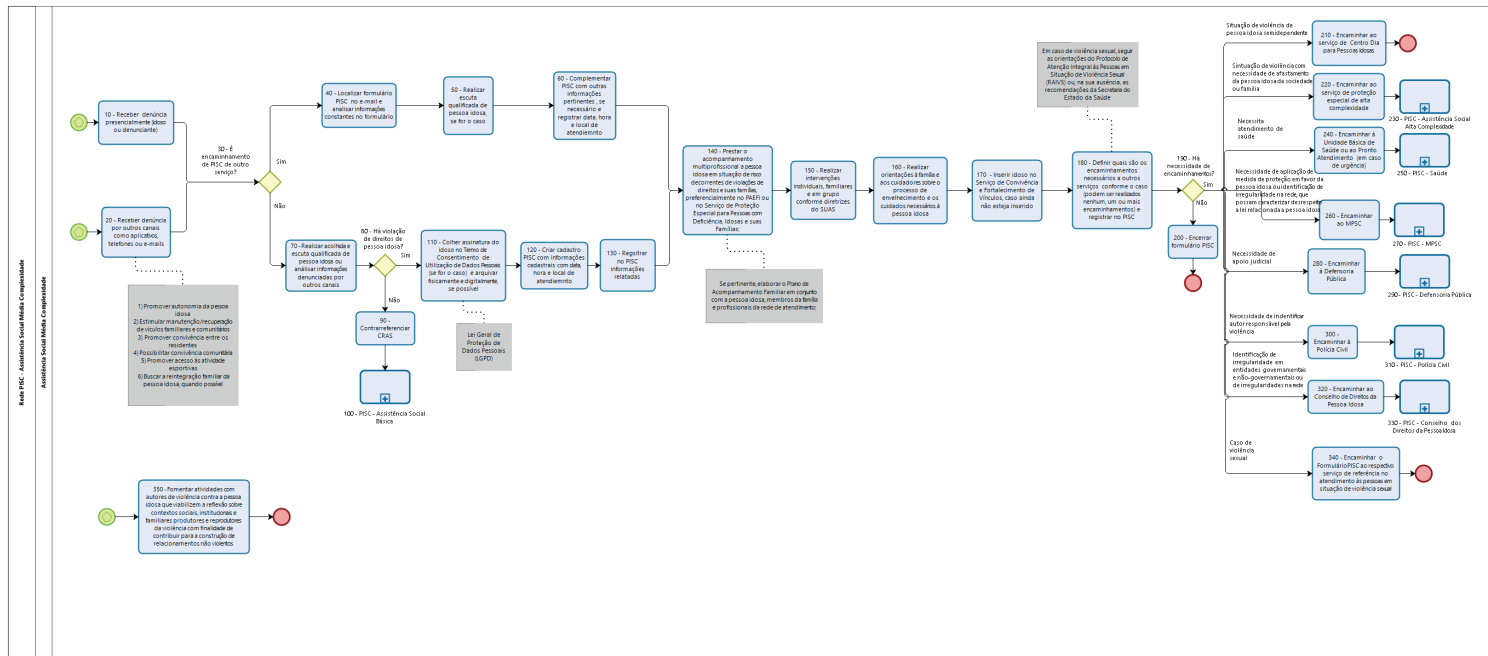 Rede PISC - Assistência Social Média Complexidade
Assistência Social Média Complexidade
10 - Receber denúncia
presencialmente (Idoso
ou denunciante)
20 - Receber denúncia
por outros canais
como aplicativos,
telefones ou e-mails
1) Promover autonomia da pessoa
idosa
2) Estimular manutenção/recuperação
de vículos familiares e comunitários
3) Promover convivência entre os
residentes
4) Possibilitar convivência comunitária
5) Promover acesso às atividade
esportivas
6)Buscar a reintegração familiar da
pessoa idosa, quando possível
30 - É
encaminhamento
de PISC de outro
serviço?
Sim
Não
40 - Localizar formulário
PISC no e-mail e
analisar informações
constantes no formulário
50 - Realizar
escuta
qualificada de
pessoa idosa,
se for o caso
60 - Complementar
PISC com outras
informações
pertinentes , se
necessário e
registrar data, hora
e local de
atendiemnto
70 - Realizar acolhida e
escuta qualificada de
pessoa idosa ou
análisar informações
denunciadas por
outros canais
80 - Há violação
de direitos de
pessoa idosa?
Sim
Não
90 -
Contrarreferenciar
CRAS
100 - PISC - Assistência Social
Básica
110 - Colher assinatura do
idoso no Termo de
Consentimento de
Utilização de Dados Pessoais
(se for o caso) e arquivar
fisicamente e digitalmente,
se possível
Lei Geral de
Proteção de
Dados Pessoais
(LGPD)
120 - Criar cadastro
PISC com informações
cadastrais com data,
hora e local de
atendiemnto
130 - Regsitrar
no PISC
informações
relatadas
140 - Prestar o
acompanhamento
multiprofissional a pessoa
idosa em situação de risco
decorrentes de violações de
direitos e suas famílias,
preferencialmente no PAEFI ou
no Serviço de Proteção
Especial para Pessoas com
Deficiência, Idosas e suas
Famílias;
Se pertinente, elaborar o Plano de
Acompanhamento Familiar em conjunto
com a pessoa idosa, membros da família
e profissionais da rede de atendimento;
150 - Realizar
intervenções
individuais, familiares
e em grupo conforme
diretrizes do SUAS
160 - Realizar
orientações à família e
aos cuidadores sobre o
processo de
envelhecimento e os
cuidados necessários à
pessoa idosa
170 - Inserir idoso no
Serviço de Convivência
e Fortalecimento de
Vínculos, caso ainda
não esteja inserido
Em caso de violência sexual, seguir
as orientações do Protocolo de
Atenção Integral às Pessoas em
Situação de Violência Sexual
(RAIVS) ou, na sua ausência, as
recomendações da Secretaria do
Estado da Saúde
180 - Definir quais são os
encaminhamentos
necessários a outros
serviços conforme o caso
(podem ser realizados
nenhum, um ou mais
encaminhamentos) e
registrar no PISC
190 - Há
necessidade de
encaminhamentos?
Sim
Não
200 - Encerrar
formulário PISC
Situação de violência de
pessoa idosa semidependente
210 - Encaminhar ao
serviço de Centro Dia
para Pessoas Idosas
Sintuação de violência com
necessidade de afastamento
da pessoa idosa da sociedade
ou família
220 - Encaminhar ao
serviço de proteção
especial de alta
complexidade
230 - PISC - Assistência Social
Alta Complexidade
Necessita
atendimento de
saúde
240 - Encaminhar à
Unidade Básica de
Saúde ou ao Pronto
Atendimento (em caso
de urgência)
250 - PISC - Saúde
Necessidade de aplicação de
medida de proteção em favor da
pessoa idosa ou identificação de
irregularidade na rede, que
possam caracterizar desrespeito
a lei relacionada a pessoa idosa
260 - Encaminhar
ao MPSC
270 - PISC - MPSC
Necessidade de
apoio judicial
280 - Encaminhar
à Defensoria
Pública
290 - PISC - Defensoria Pública
Necessidade de indentificar
autor responsável pela
violência
300 -
Encaminhar à
Polícia Civil
310 - PISC - Polícia Civil
Identificação de
irregularidade em
entidades governamentais
e não-governamentais ou
de irregularidades na rede
320 - Encaminhar ao
Conselho de Diretos da
Pessoa Idosa
330 - PISC - Conselho dos
Direitos da Pessoa Idosa
Caso de
violência
sexual
340 - Encaminhar o
Formulário PISC ao respectivo
serviço de referência no
atendimento às pessoas em
situação de violência sexual
350 - Fomentar atividades com
autores de violência contra a pessoa
idosa que viabilizem a reflexão sobre
contextos sociais, institucionais e
familiares produtores e reprodutores
da violência com finalidade de
contribuir para a construção de
relacionamentos não violentos